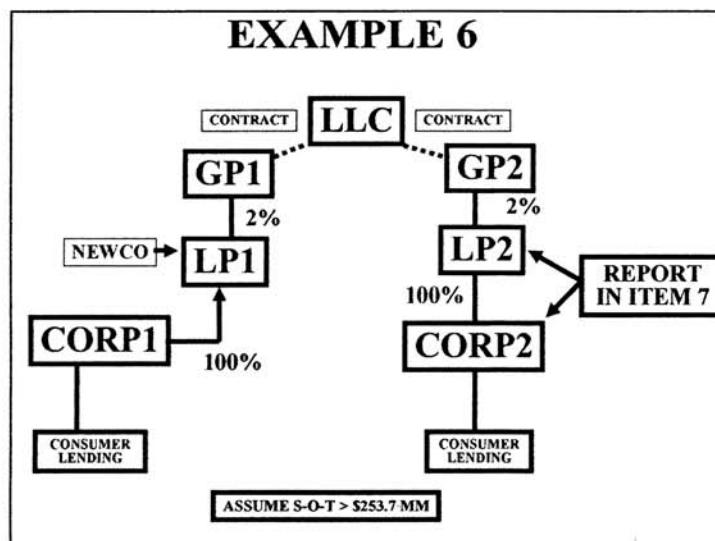 EXAMPLE 6
CONTRACT
LLC
CONTRACT
GP1
GP2
2%
2%
NEWCO
LP1
LP2
REPORT
IN ITEM 7
100%
CORP1
100%
CORP2
CONSUMER
LENDING
CONSUMER
LENDING
ASSUME S-O-T > $253.7 MM